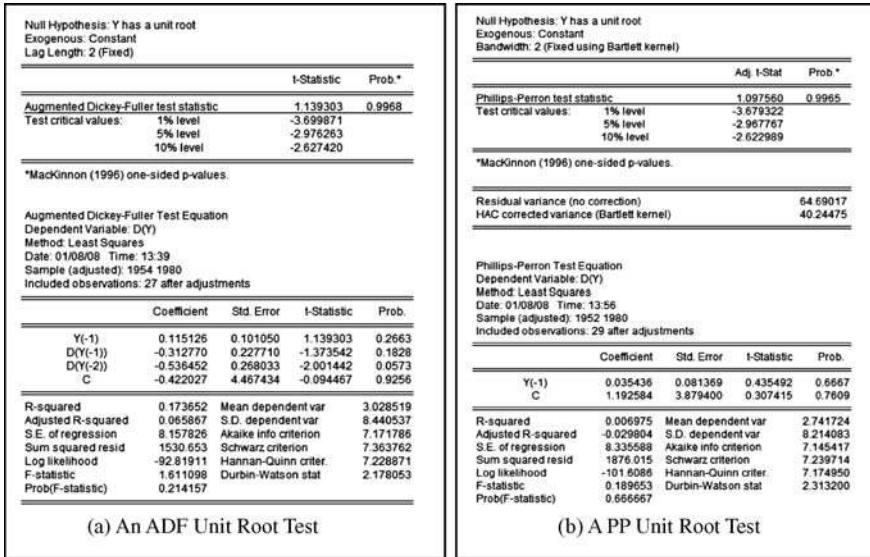 Null Hypothesis: Y has a unit root
Exogenous: Constant
Lag Length: 2 (Fixed)
t-Statistic Prob.*
Augmented Dickey-Fuller test statistic 1.139303 0.9968
Test critical values: 1% level -3.699871
5% level -2.976263
10% level -2.627420
*MacKinnon (1996) one-sided p-values.
Augmented Dickey-Fuller Test Equation
Dependent Variable: D(Y)
Method: Least Squares
Date: 01/08/08 Time: 13:39
Sample (adjusted): 1954 1980
Included observations: 27 after adjustments
Coefficient Std. Error t-Statistic Prob.
Y(-1) 0.115126 0.101050 1.139303 0.2663
D(Y(-1)) -0.312770 0.227710 -1.373542 0.1828
D(Y(-2)) -0.536452 0.268033 -2.001442 0.0573
C -0.422027 4.467434 -0.094467 0.9256
R-squared 0.173652 Mean dependent var 3.028519
Adjusted R-squared 0.065867 S.D. dependent var 8.440537
S.E. of regression 8.157826 Akaike info criterion 7.171786
Sum squared resid 1530.653 Schwarz criterion 7.363762
Log likelihood -92.81911 Hannan-Quinn criter. 7.228871
F-statistic 1.611098 Durbin-Watson stat 2.178053
Prob(F-statistic) 0.214157
(a) An ADF Unit Root Test
Null Hypothesis: Y has a unit root
Exogenous: Constant
Bandwidth: 2 (Fixed using Bartlett kernel)
Adj. t-Stat Prob.*
Phillips-Perron test statistic 1.097560 0.9965
Test critical values: 1% level -3.679322
5% level -2.967767
10% level -2.622989
*MacKinnon (1996) one-sided p-values.
Residual variance (no correction) 64.69017
HAC corrected variance (Bartlett kernel) 40.24475
Phillips-Perron Test Equation
Dependent Variable: D(Y)
Method: Least Squares
Date: 01/08/08 Time: 13:56
Sample (adjusted): 1952 1980
Included observations: 29 after adjustments
Coefficient Std. Error t-Statistic Prob.
Y(-1) 0.035436 0.081369 0.435492 0.6667
C 1.192584 3.879400 0.307415 0.7609
R-squared 0.006975 Mean dependent var 2.741724
Adjusted R-squared -0.029804 S.D. dependent var 8.214083
S.E. of regression 8.335588 Akaike info criterion 7.145417
Sum squared resid 1876.015 Schwarz criterion 7.239714
Log likelihood -101.6086 Hannan-Quinn criter. 7.174950
F-statistic 0.189653 Durbin-Watson stat 2.313200
Prob(F-statistic) 0.666667
(b) A PP Unit Root Test